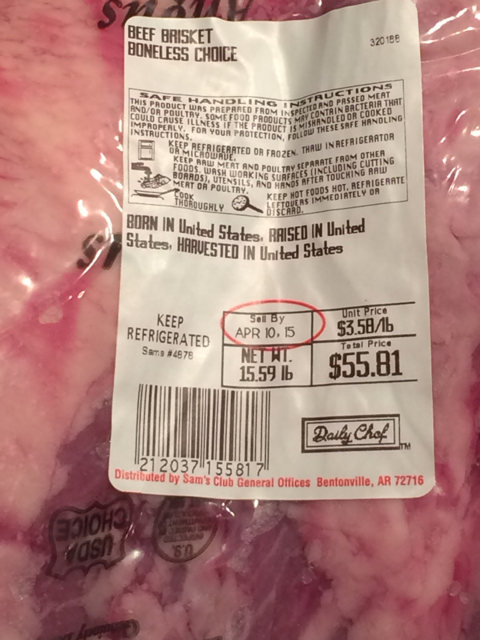 BEEF BRISKET
BONELESS CHOICE
SAFE HANDLING INSTRUCTIONS
THIS PRODUCT WAS PREPARED FROM INSPECTED AND PASSED MEAT
AND/OR POULTRY. SOME FOOD PRODUCTS MAY CONTAIN BACTERIA THAT
COULD CAUSE ILLNESS IF THE PRODUCT IS MISHANDLED OR COOKED
IMPROPERLY. FOR YOUR PROTECTION, FOLLOW THESE SAFE HANDLING
INSTRUCTIONS.
KEEP REFRIGERATED OR FROZEN. THAW IN REFRIGERATOR
OR MICROWAVE.
KEEP RAW MEAT AND POULTRY SEPARATE FROM OTHER
FOODS. WASH WORKING SURFACES (INCLUDING CUTTING
BOARDS), UTENSILS, AND HANDS AFTER TOUCHING RAW
MEAT OR POULTRY.
COOK
THOROUGHLY
KEEP HOT FOODS HOT. REFRIGERATE
LEFTOVERS IMMEDIATELY OR
DISCARD.
BORN IN United States, RAISED IN United
States, HARVESTED IN United States
KEEP
REFRIGERATED
Sams #4878
Sell By
APR 10, 15
Unit Price
$3.58/lb
NET WT.
15.59 lb
Total Price
$55.81
212037 155817
Daily Chef TM
Distributed by Sam's Club General Offices Bentonville, AR 72716
USDA
CHOICE
U.S.